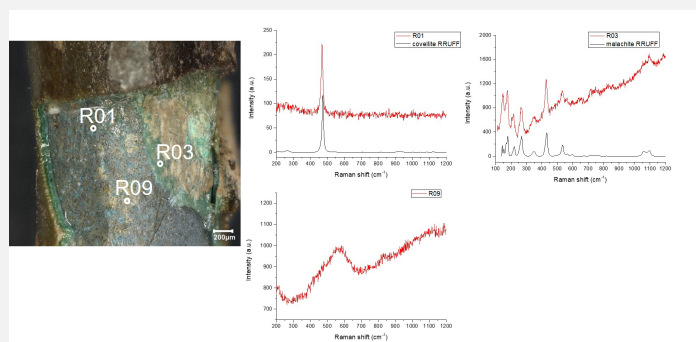 R01
R03
R09
200µm
R01
covellite RRUFF
Intensity (a.u.)
250
200
150
100
50
0
200 300 400 500 600 700 800 900 1000 1100 1200
Raman shift (cm⁻¹)
R03
malachite RRUFF
Intensity (a.u.)
1600
1200
800
400
0
100 200 300 400 500 600 700 800 900 1000 1100 1200
Raman shift (cm⁻¹)
R09
Intensity (a.u.)
1200
1100
1000
900
800
700
200 300 400 500 600 700 800 900 1000 1100 1200
Raman shift (cm⁻¹)